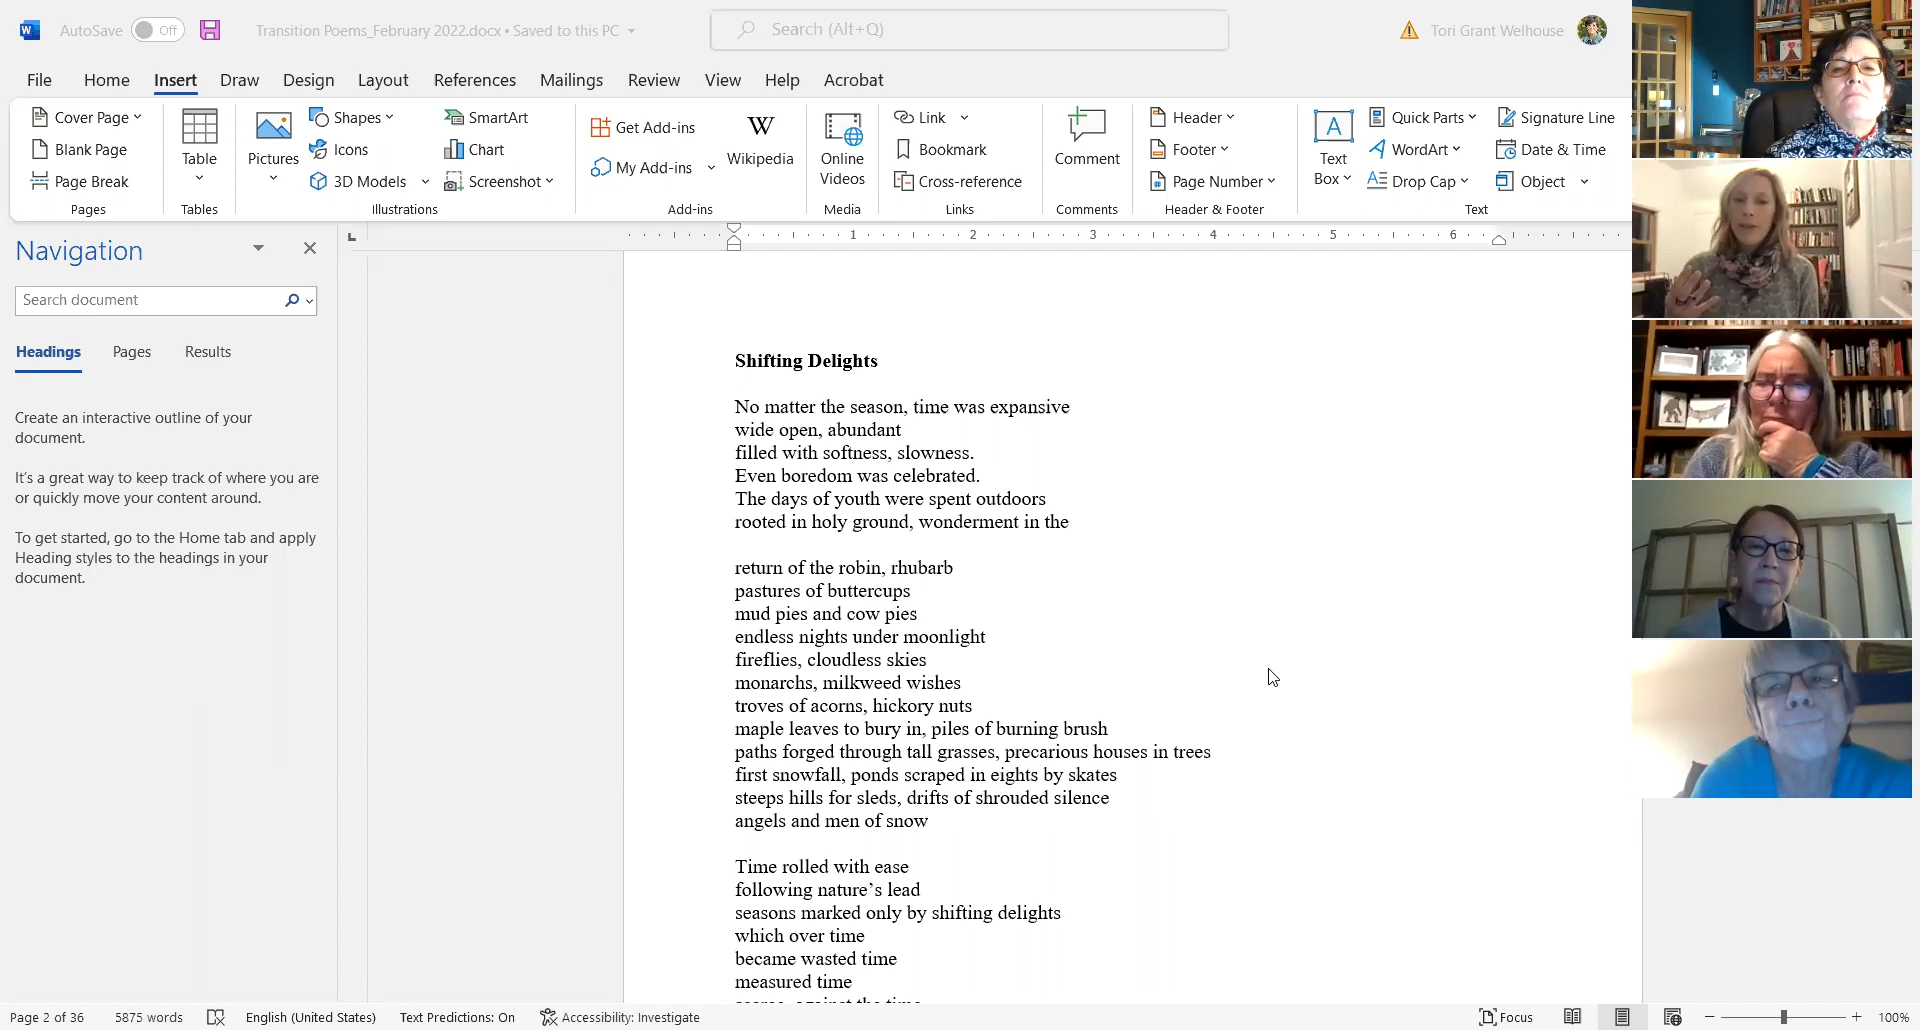 AutoSave Off Transition Poems_February 2022.docx • Saved to this PC Search (Alt+Q) Tori Grant Welhouse
File Home Insert Draw Design Layout References Mailings Review View Help Acrobat
Cover Page
Blank Page
Page Break
Pages
Table
Tables
Pictures
Shapes
Icons
3D Models
SmartArt
Chart
Screenshot
Illustrations
Get Add-ins
My Add-ins
W
Wikipedia
Add-ins
Online
Videos
Media
Link
Bookmark
Cross-reference
Links
Comment
Comments
Header
Footer
Page Number
Header & Footer
Text
Box
Quick Parts
WordArt
Drop Cap
Signature Line
Date & Time
Object
Text
Navigation
Search document
Headings Pages Results
Create an interactive outline of your
document.
It's a great way to keep track of where you are
or quickly move your content around.
To get started, go to the Home tab and apply
Heading styles to the headings in your
document.
1 2 3 4 5 6
Shifting Delights
No matter the season, time was expansive
wide open, abundant
filled with softness, slowness.
Even boredom was celebrated.
The days of youth were spent outdoors
rooted in holy ground, wonderment in the
return of the robin, rhubarb
pastures of buttercups
mud pies and cow pies
endless nights under moonlight
fireflies, cloudless skies
monarchs, milkweed wishes
troves of acorns, hickory nuts
maple leaves to bury in, piles of burning brush
paths forged through tall grasses, precarious houses in trees
first snowfall, ponds scraped in eights by skates
steeps hills for sleds, drifts of shrouded silence
angels and men of snow
Time rolled with ease
following nature’s lead
seasons marked only by shifting delights
which over time
became wasted time
measured time
Page 2 of 36 5875 words English (United States) Text Predictions: On Accessibility: Investigate Focus 100%